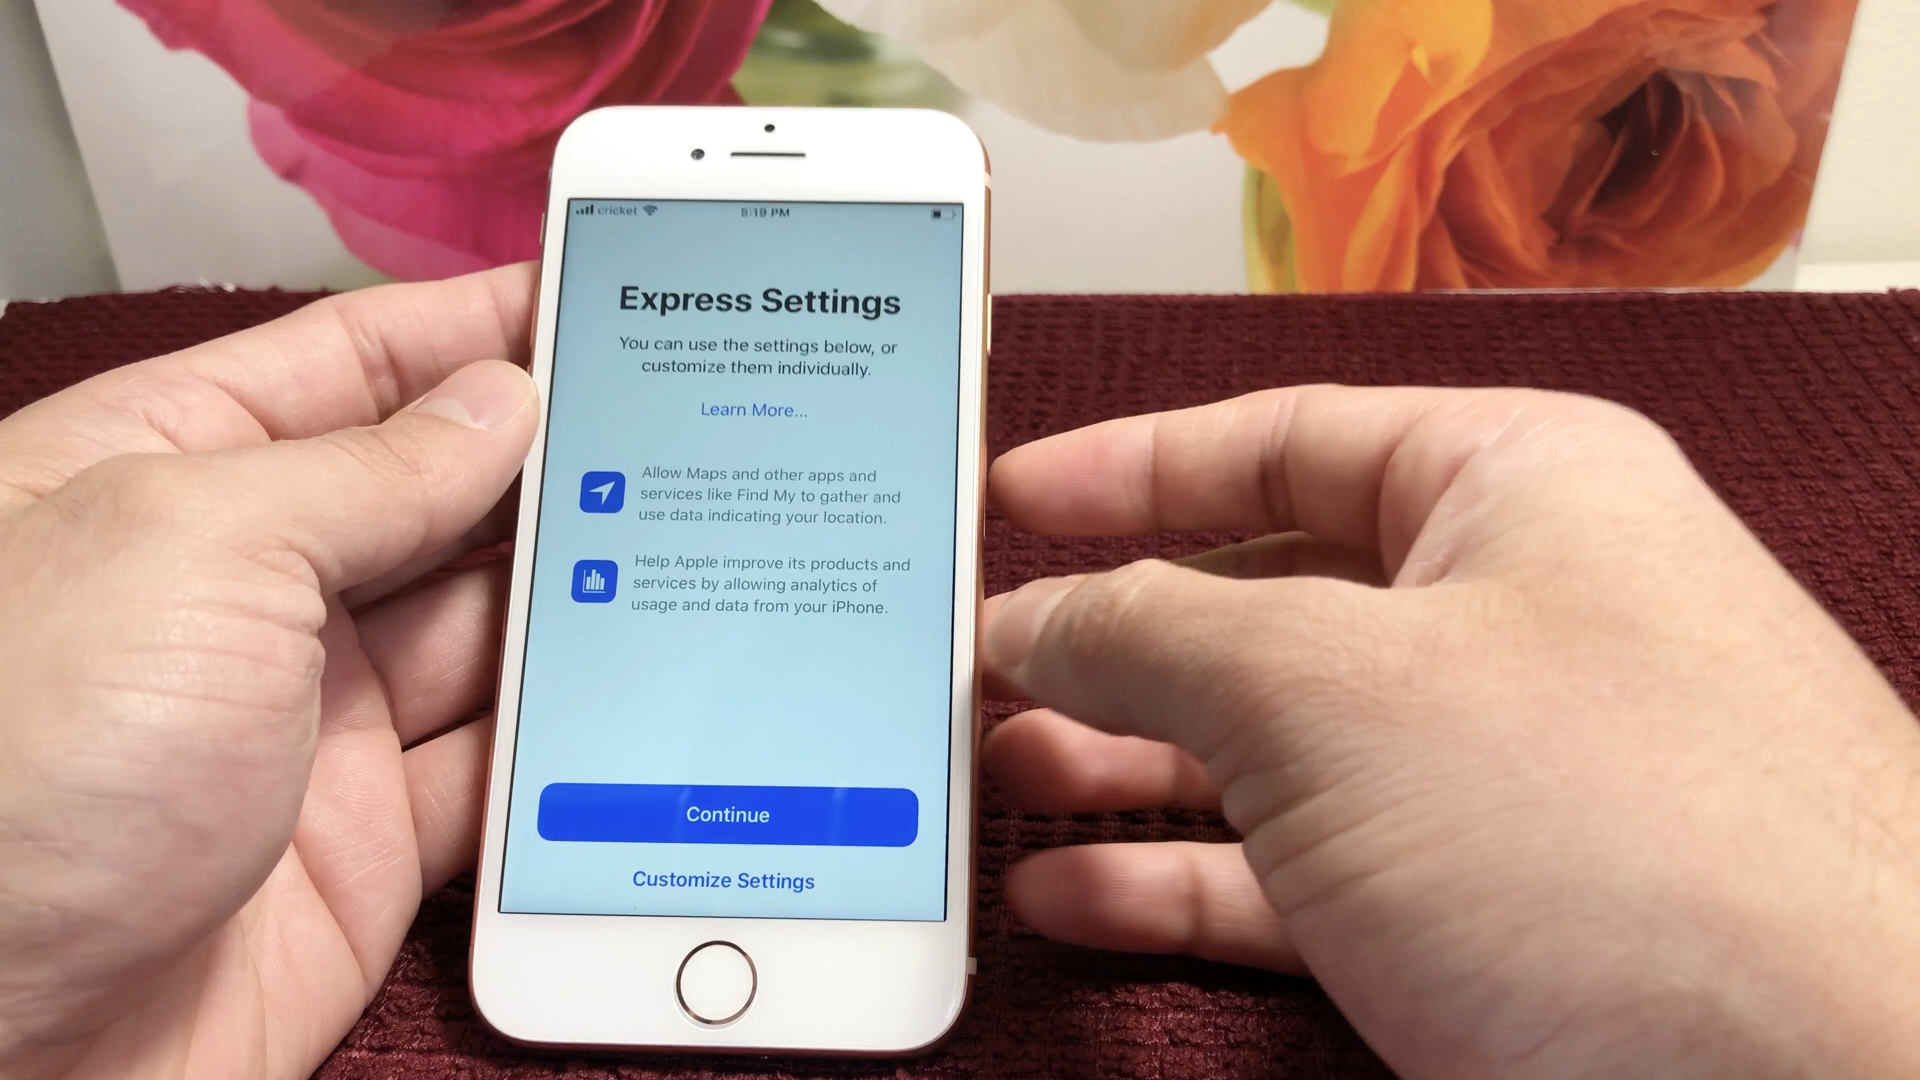 cricket
5:19 PM
Express Settings
You can use the settings below, or
customize them individually.
Learn More...
Allow Maps and other apps and
services like Find My to gather and
use data indicating your location.
Help Apple improve its products and
services by allowing analytics of
usage and data from your iPhone.
Continue
Customize Settings